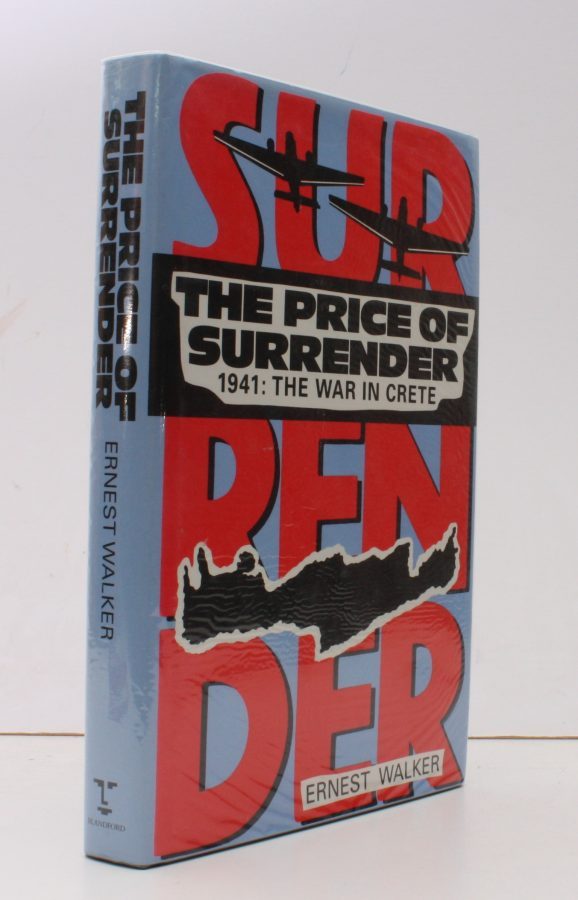 THE PRICE OF
SURRENDER
ERNEST WALKER
BLANDFORD
SUR
THE PRICE OF
SURRENDER
1941: THE WAR IN CRETE
REN
DER
ERNEST WALKER